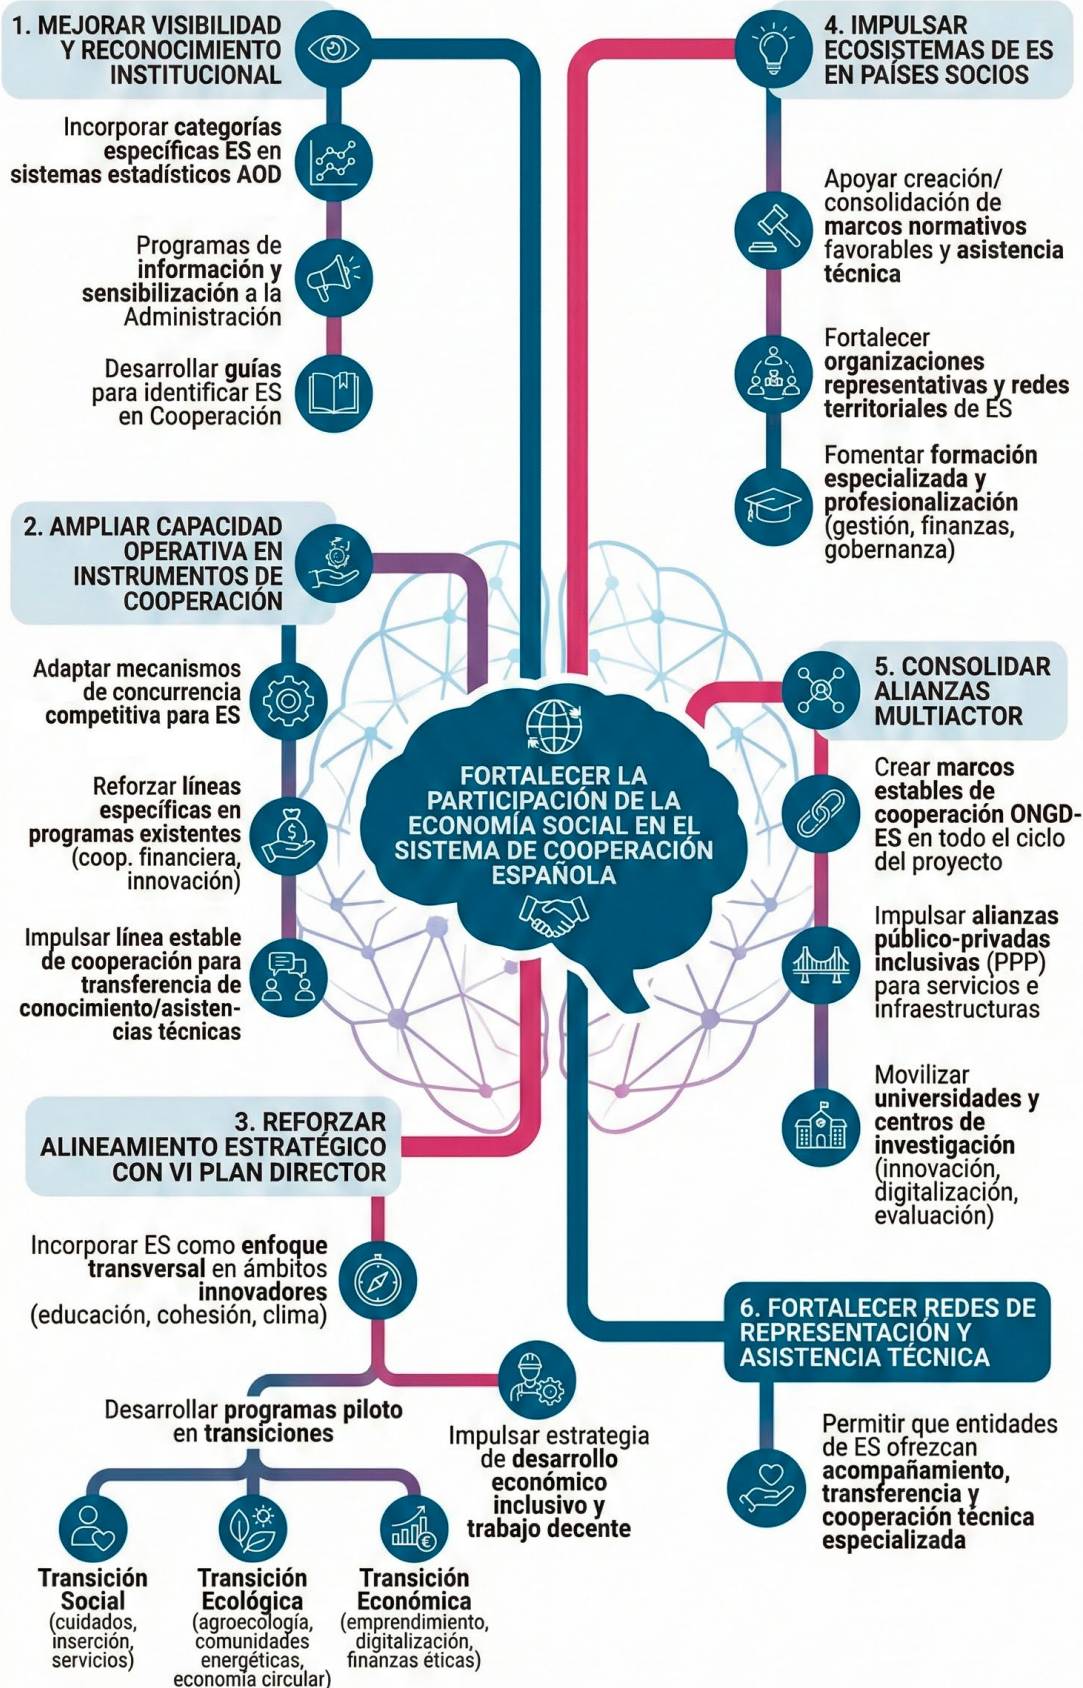 1. MEJORAR VISIBILIDAD
Y RECONOCIMIENTO
INSTITUCIONAL
Incorporar categorías
específicas ES en
sistemas estadísticos AOD
Programas de
información y
sensibilización a la
Administración
Desarrollar guías
para identificar ES
en Cooperación
2. AMPLIAR CAPACIDAD
OPERATIVA EN
INSTRUMENTOS DE
COOPERACIÓN
Adaptar mecanismos
de concurrencia
competitiva para ES
Reforzar líneas
específicas en
programas existentes
(coop. financiera,
innovación)
Impulsar línea estable
de cooperación para
transferencia de
conocimiento/asisten-
cias técnicas
FORTALECER LA
PARTICIPACIÓN DE LA
ECONOMÍA SOCIAL EN EL
SISTEMA DE COOPERACIÓN
ESPAÑOLA
3. REFORZAR
ALINEAMIENTO ESTRATÉGICO
CON VI PLAN DIRECTOR
Incorporar ES como enfoque
transversal en ámbitos
innovadores
(educación, cohesión, clima)
Desarrollar programas piloto
en transiciones
Transición
Social
(cuidados,
inserción,
servicios)
Transición
Ecológica
(agroecología,
comunidades
energéticas,
economía circular)
Transición
Económica
(emprendimiento,
digitalización,
finanzas éticas)
Impulsar estrategia
de desarrollo
económico
inclusivo y
trabajo decente
4. IMPULSAR
ECOSISTEMAS DE ES
EN PAÍSES SOCIOS
Apoyar creación/
consolidación de
marcos normativos
favorables y asistencia
técnica
Fortalecer
organizaciones
representativas y redes
territoriales de ES
Fomentar formación
especializada y
profesionalización
(gestión, finanzas,
gobernanza)
5. CONSOLIDAR
ALIANZAS
MULTIACTOR
Crear marcos
estables de
cooperación ONGD-
ES en todo el ciclo
del proyecto
Impulsar alianzas
público-privadas
inclusivas (PPP)
para servicios e
infraestructuras
Movilizar
universidades y
centros de
investigación
(innovación,
digitalización,
evaluación)
6. FORTALECER REDES DE
REPRESENTACIÓN Y
ASISTENCIA TÉCNICA
Permitir que entidades
de ES ofrezcan
acompañamiento,
transferencia y
cooperación técnica
especializada